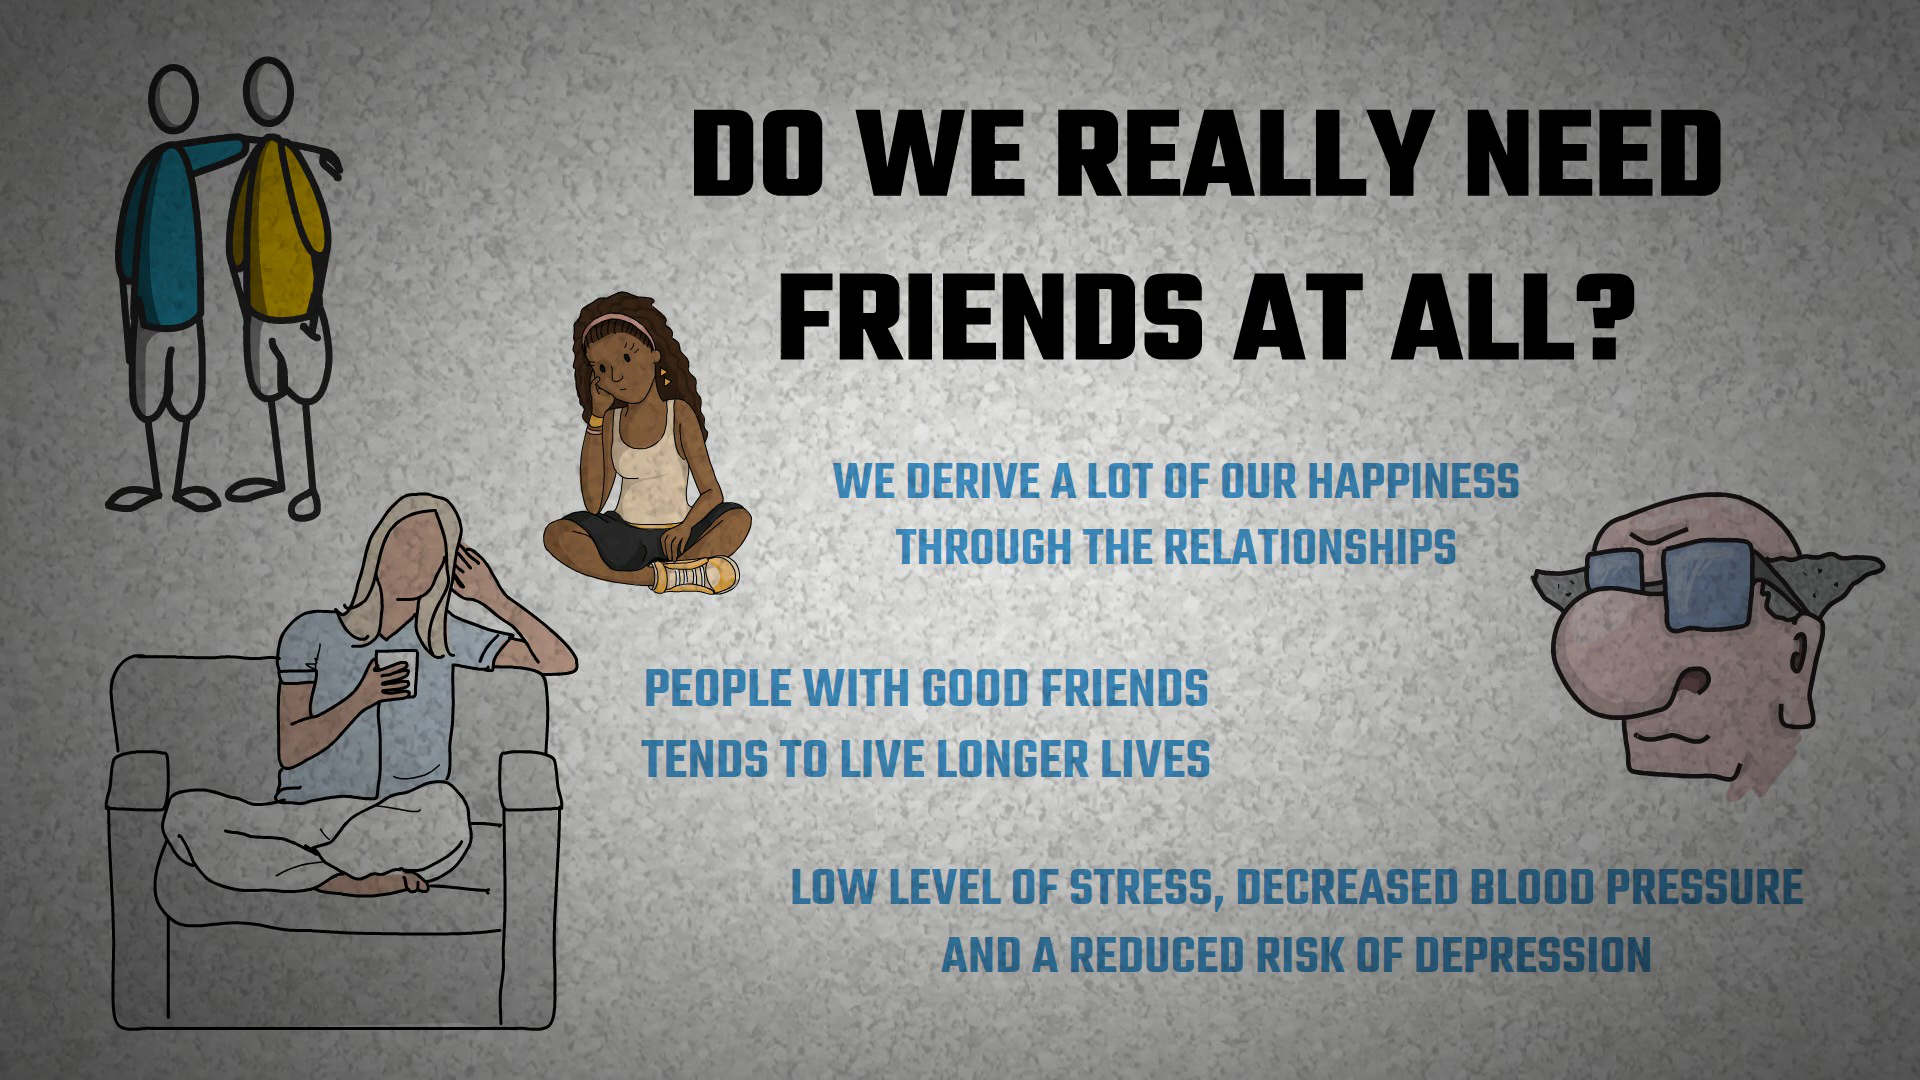 DO WE REALLY NEED
FRIENDS AT ALL?
WE DERIVE A LOT OF OUR HAPPINESS
THROUGH THE RELATIONSHIPS
PEOPLE WITH GOOD FRIENDS
TENDS TO LIVE LONGER LIVES
LOW LEVEL OF STRESS, DECREASED BLOOD PRESSURE
AND A REDUCED RISK OF DEPRESSION